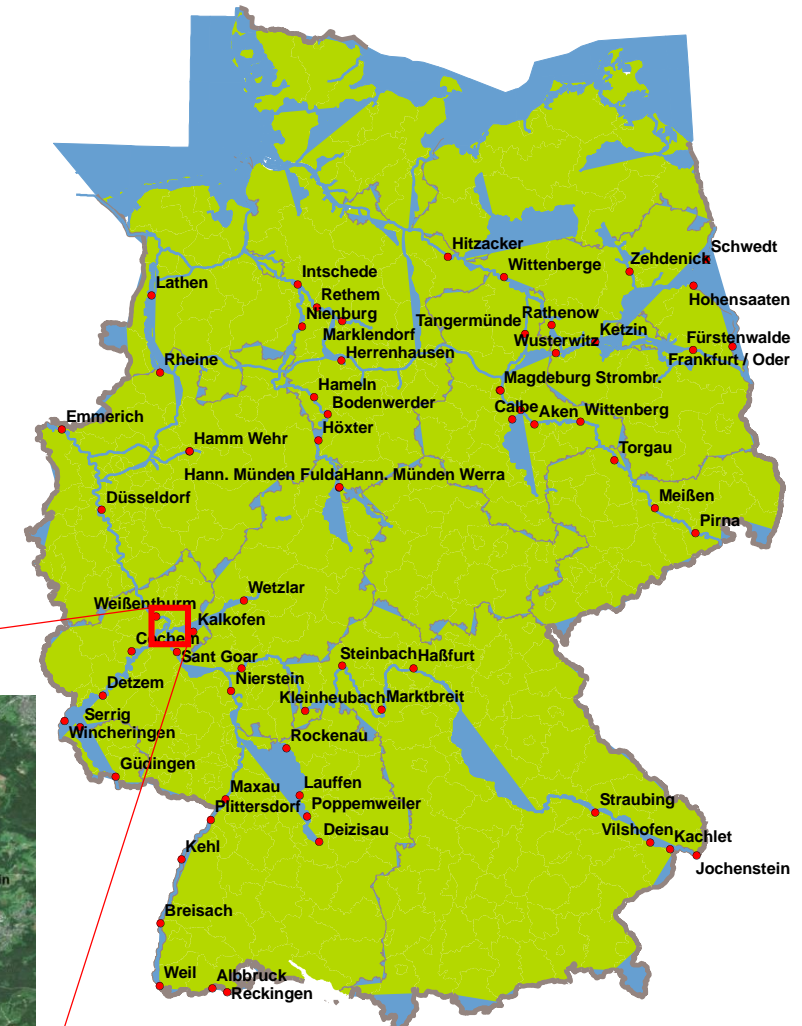 Hitzacker
Schwedt
Zehdenick
Wittenberge
Intschede
Lathen
Hohensaaten
Rethem
Nienburg
Rathenow
Tangermünde
Ketzin
Marklendorf
Wusterwitz
Fürstenwalde
Herrenhausen
Frankfurt / Oder
Rheine
Magdeburg Strombr.
Hameln
Bodenwerder
Calbe
Aken
Wittenberg
Emmerich
Höxter
Hamm Wehr
Torgau
Hann. Münden Fulda
Hann. Münden Werra
Düsseldorf
Meißen
Pirna
Wetzlar
Weißenthurm
Kalkofen
Cochem
Sant Goar
Steinbach
Haßfurt
Detzem
Nierstein
Kleinheubach
Marktbreit
Serrig
Wincheringen
Rockenau
Güdingen
Maxau
Lauffen
Plittersdorf
Poppemweiler
Straubing
Deizisau
Vilshofen
Kachlet
Kehl
Jochenstein
in
Breisach
Weil
Albbruck
Reckingen